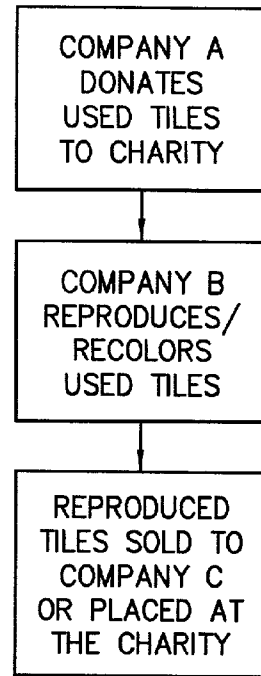 COMPANY A
DONATES
USED TILES
TO CHARITY
COMPANY B
REPRODUCES/
RECOLORS
USED TILES
REPRODUCED
TILES SOLD TO
COMPANY C
OR PLACED AT
THE CHARITY